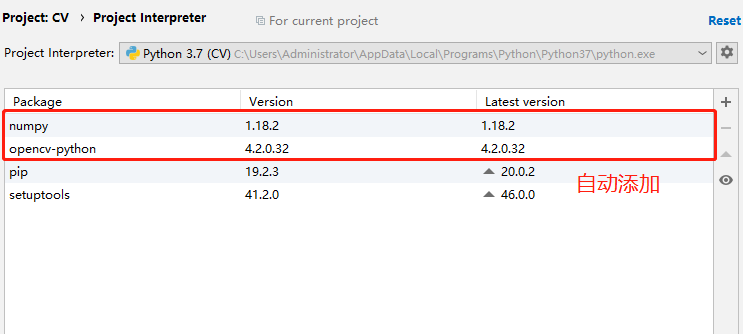 Project: CV › Project Interpreter For current project Reset
Project Interpreter: Python 3.7 (CV) C:\Users\Administrator\AppData\Local\Programs\Python\Python37\python.exe
Package Version Latest version
numpy 1.18.2 1.18.2
opencv-python 4.2.0.32 4.2.0.32
pip 19.2.3 20.0.2
自动添加
setuptools 41.2.0 46.0.0